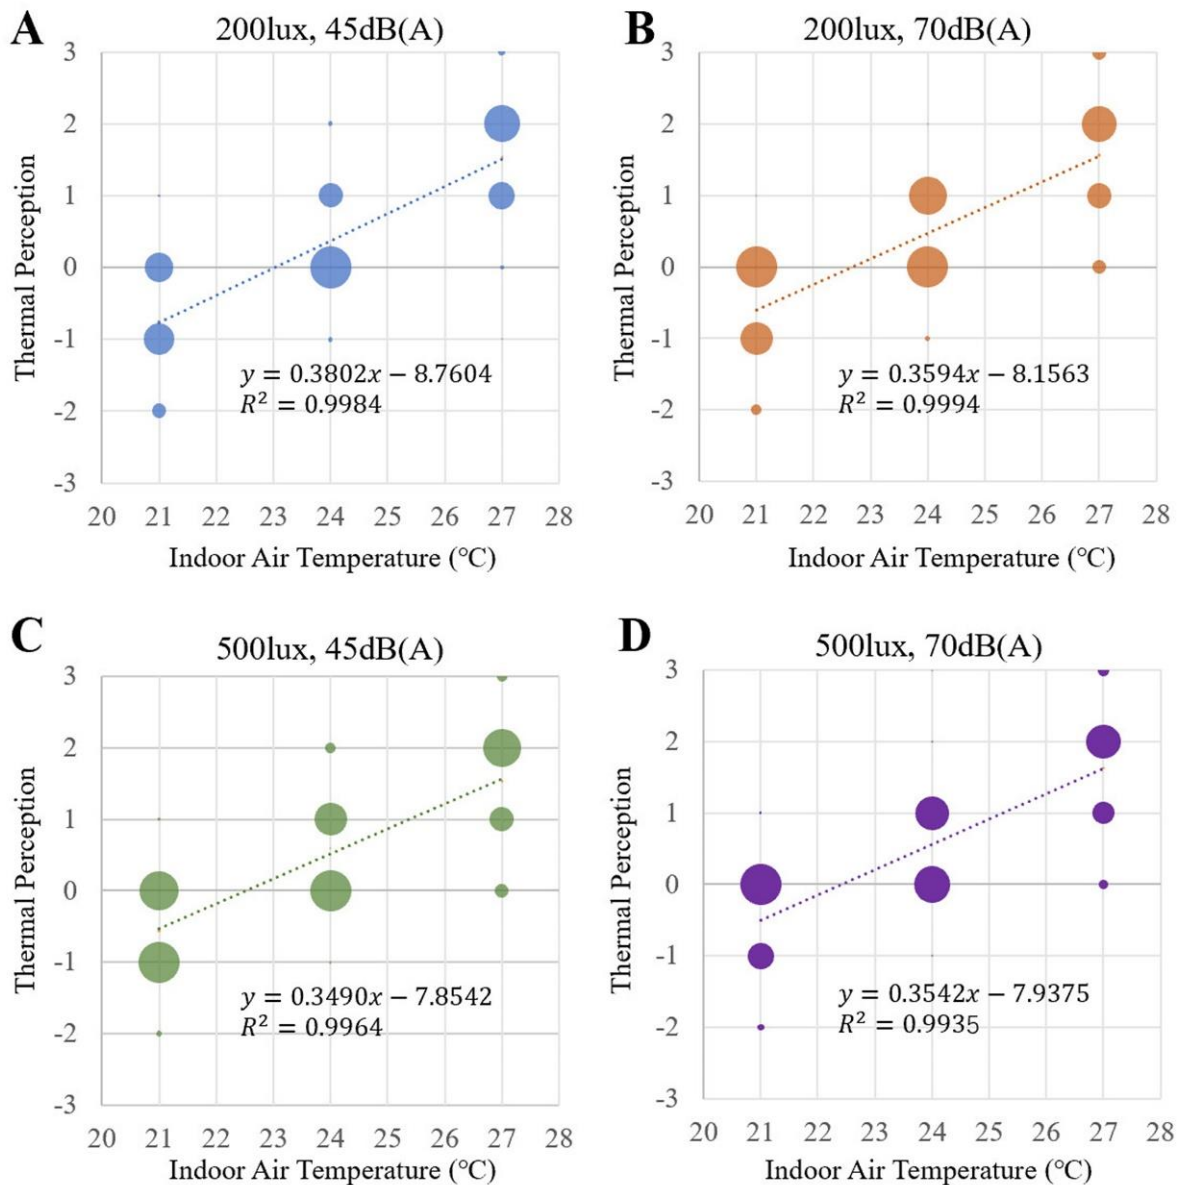 A
200lux, 45dB(A)
3
2
1
0
-1
-2
-3
Thermal Perception
y = 0.3802x − 8.7604
R² = 0.9984
20 21 22 23 24 25 26 27 28
Indoor Air Temperature (°C)
B
200lux, 70dB(A)
3
2
1
0
-1
-2
-3
Thermal Perception
y = 0.3594x − 8.1563
R² = 0.9994
20 21 22 23 24 25 26 27 28
Indoor Air Temperature (°C)
C
500lux, 45dB(A)
3
2
1
0
-1
-2
-3
Thermal Perception
y = 0.3490x − 7.8542
R² = 0.9964
20 21 22 23 24 25 26 27 28
Indoor Air Temperature (°C)
D
500lux, 70dB(A)
3
2
1
0
-1
-2
-3
Thermal Perception
y = 0.3542x − 7.9375
R² = 0.9935
20 21 22 23 24 25 26 27 28
Indoor Air Temperature (°C)